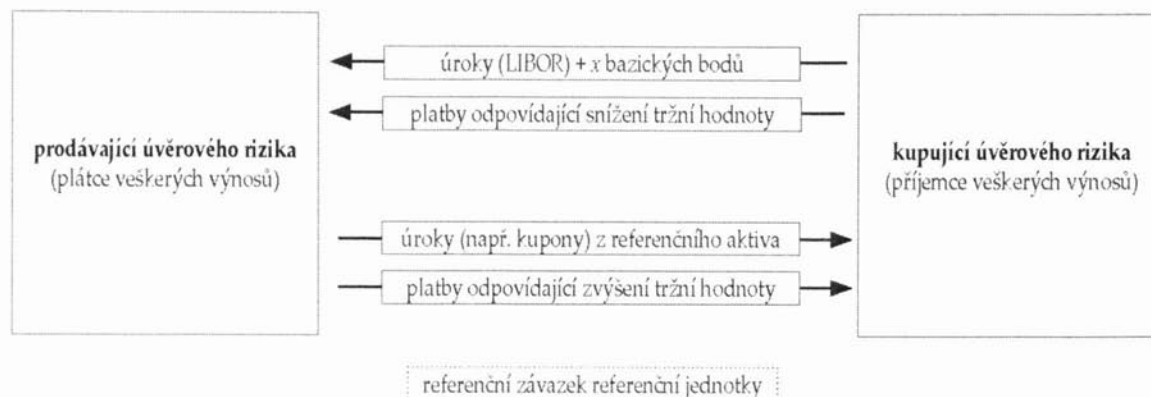 úroky (LIBOR) + x bazických bodů
platby odpovídající snížení tržní hodnoty
prodávající úvěrového rizika
(plátce veškerých výnosů)
kupující úvěrového rizika
(příjemce veškerých výnosů)
úroky (např. kupony) z referenčního aktiva
platby odpovídající zvýšení tržní hodnoty
referenční závazek referenční jednotky